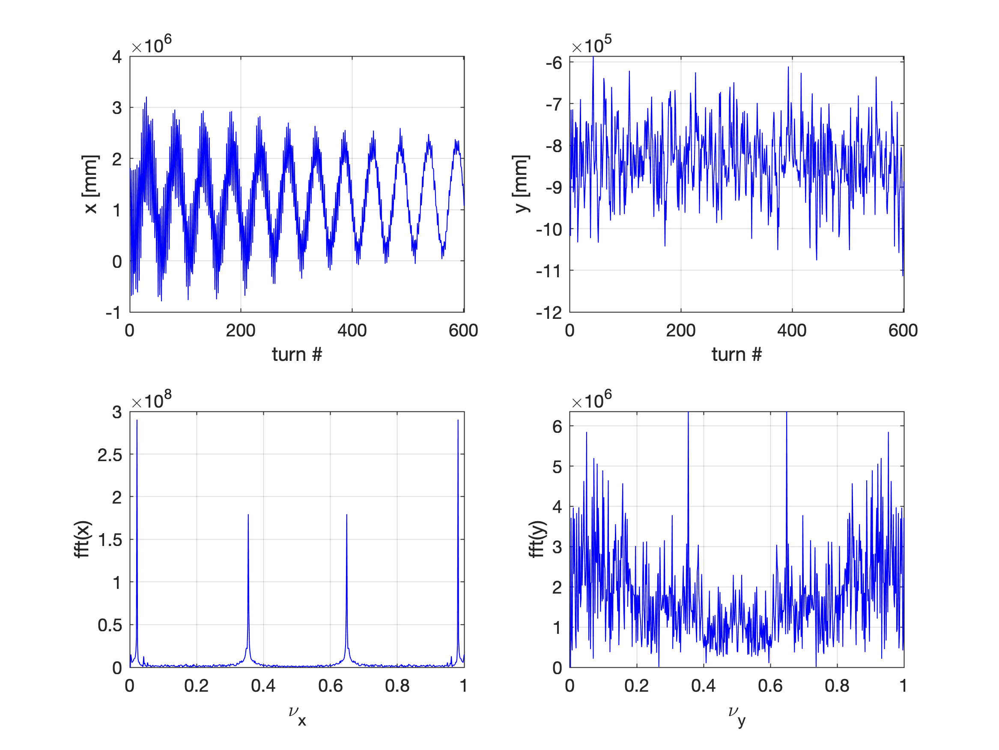 ×10^6
4
3
2
1
0
-1
x [mm]
0 200 400 600
turn #
×10^5
-6
-7
-8
-9
-10
-11
-12
y [mm]
0 200 400 600
turn #
×10^8
3
2.5
2
1.5
1
0.5
0
fft(x)
0 0.2 0.4 0.6 0.8 1
ν_x
×10^6
6
5
4
3
2
1
0
fft(y)
0 0.2 0.4 0.6 0.8 1
ν_y